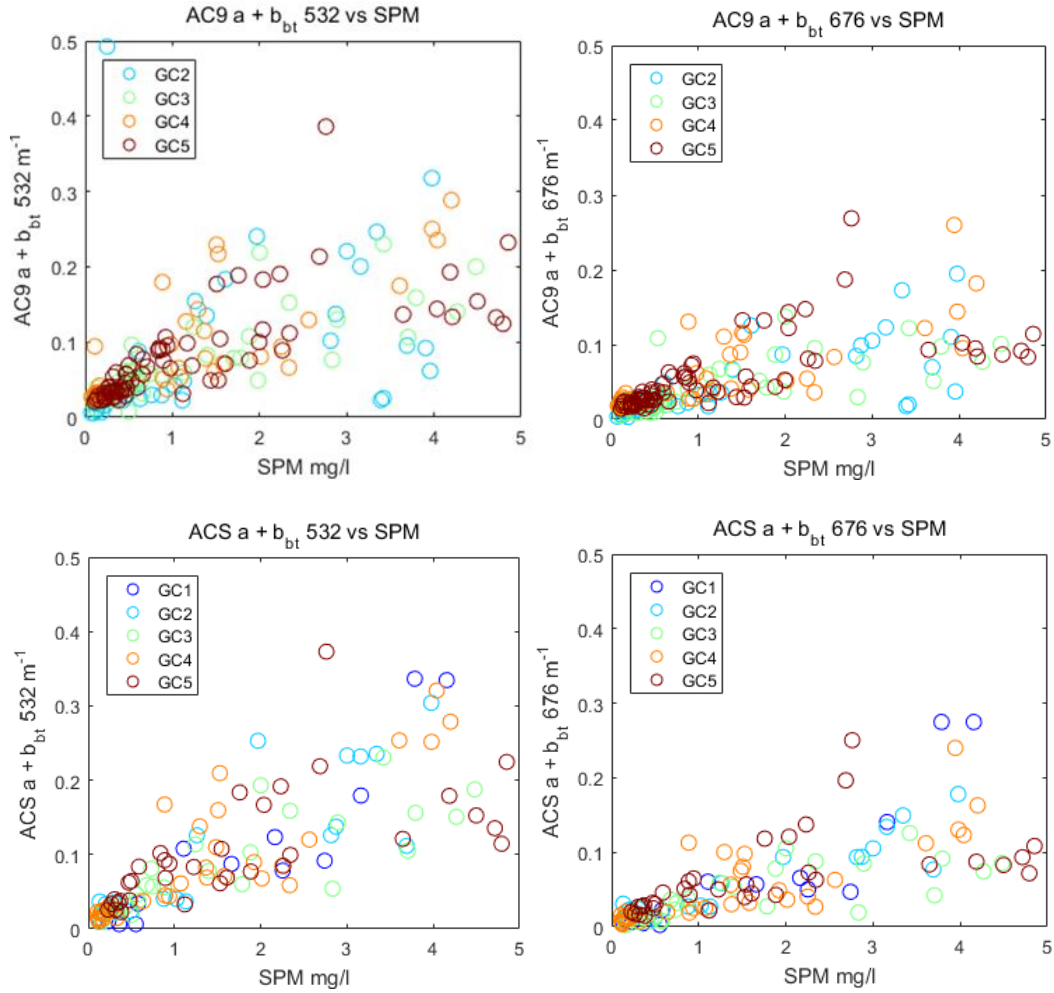 AC9 a + b_bt 532 vs SPM
AC9 a + b_bt 532 m^-1
0.5
0.4
0.3
0.2
0.1
0
GC2
GC3
GC4
GC5
0 1 2 3 4 5
SPM mg/l
AC9 a + b_bt 676 vs SPM
AC9 a + b_bt 676 m^-1
0.5
0.4
0.3
0.2
0.1
0
GC2
GC3
GC4
GC5
0 1 2 3 4 5
SPM mg/l
ACS a + b_bt 532 vs SPM
ACS a + b_bt 532 m^-1
0.5
0.4
0.3
0.2
0.1
0
GC1
GC2
GC3
GC4
GC5
0 1 2 3 4 5
SPM mg/l
ACS a + b_bt 676 vs SPM
ACS a + b_bt 676 m^-1
0.5
0.4
0.3
0.2
0.1
0
GC1
GC2
GC3
GC4
GC5
0 1 2 3 4 5
SPM mg/l